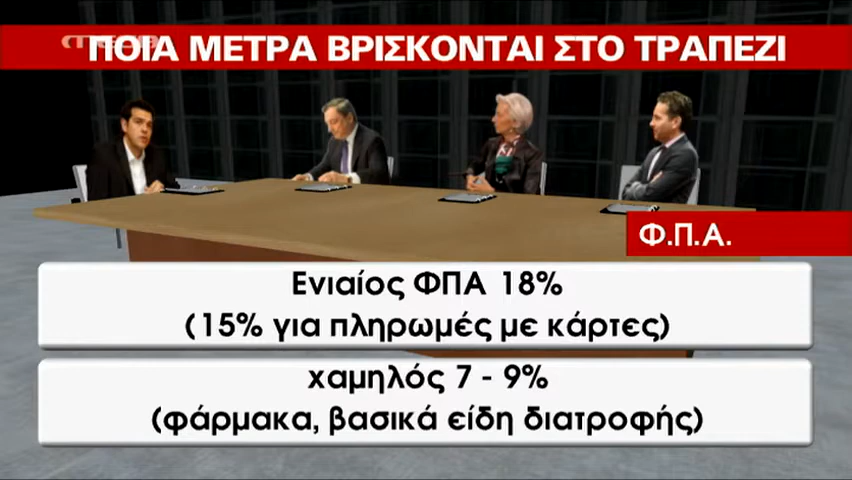 ΠΟΙΑ ΜΕΤΡΑ ΒΡΙΣΚΟΝΤΑΙ ΣΤΟ ΤΡΑΠΕΖΙ
Φ.Π.Α.
Ενιαίος ΦΠΑ 18%
(15% για πληρωμές με κάρτες)
χαμηλός 7 - 9%
(φάρμακα, βασικά είδη διατροφής)